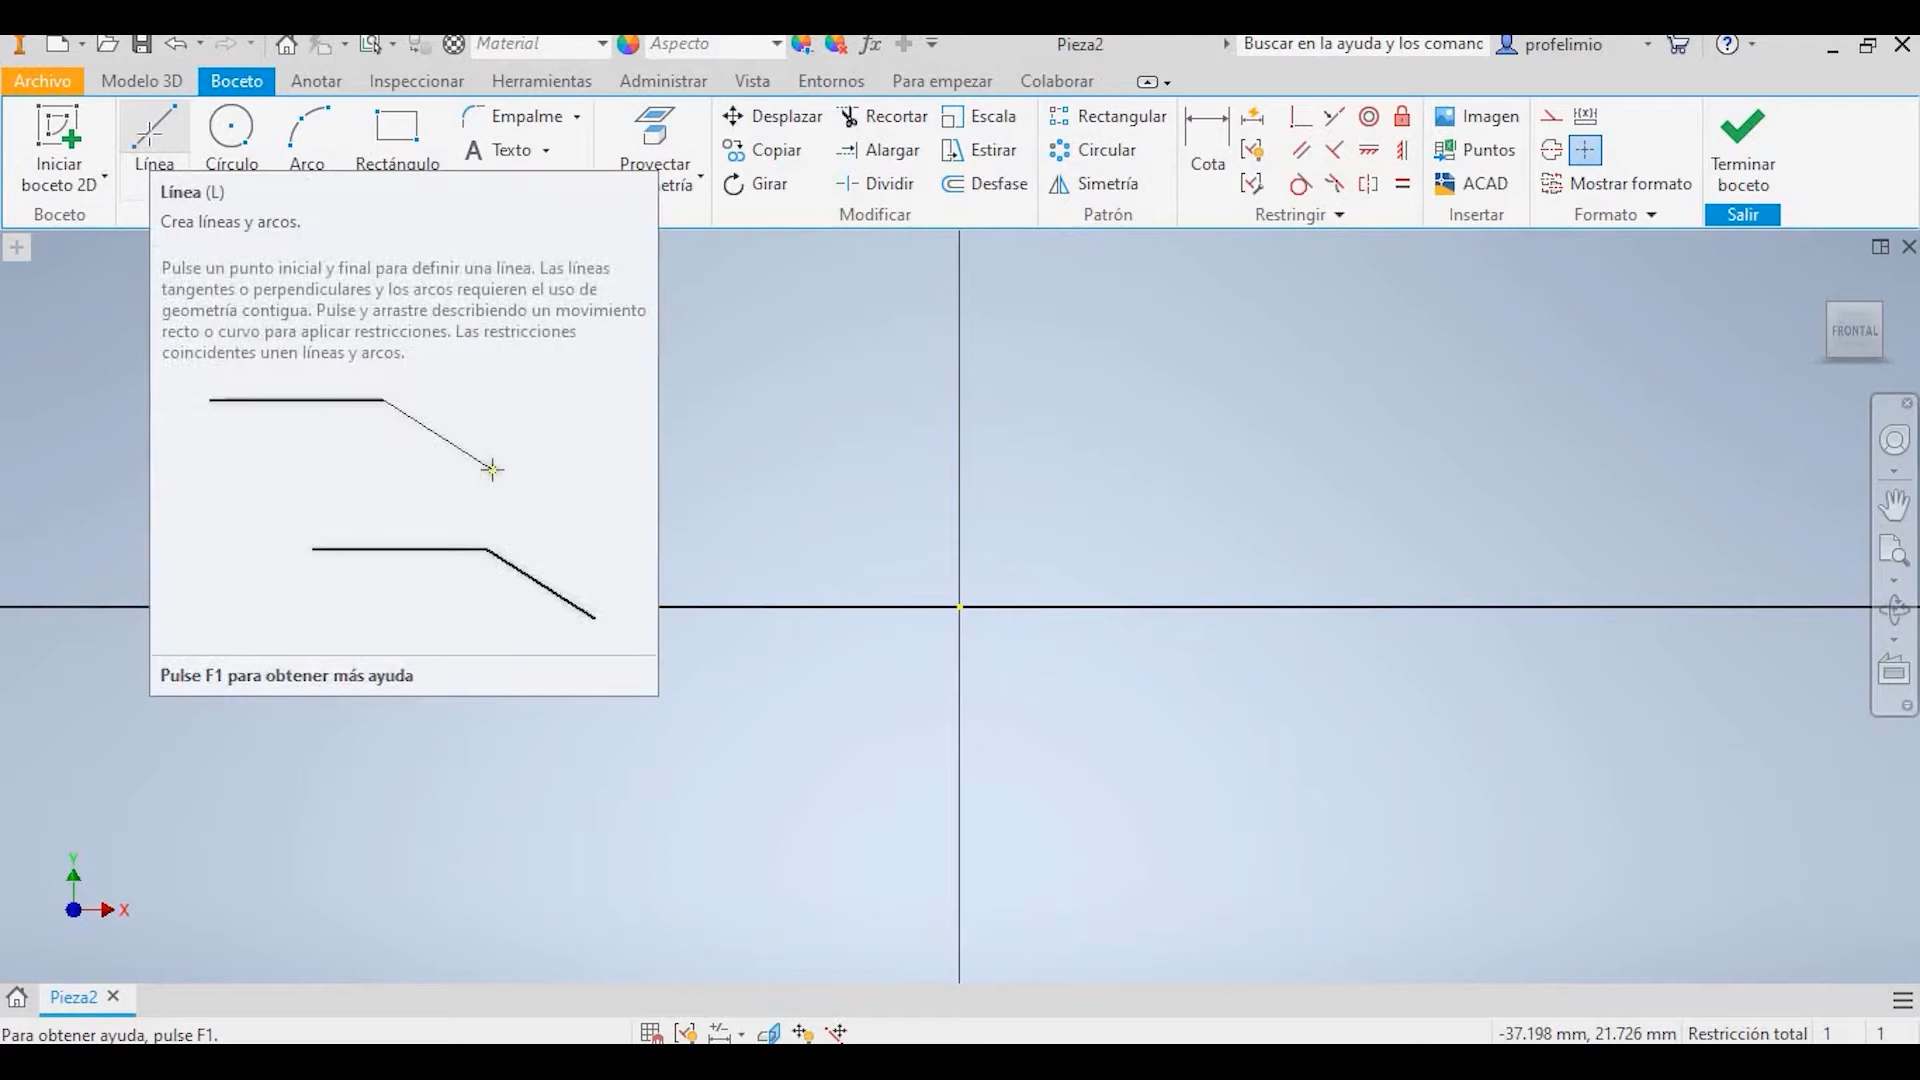 Material
Aspecto
fx
Pieza2
Buscar en la ayuda y los comanc
profelimio
?
Archivo
Modelo 3D
Boceto
Anotar
Inspeccionar
Herramientas
Administrar
Vista
Entornos
Para empezar
Colaborar
Iniciar
boceto 2D
Boceto
Línea
Círculo
Arco
Rectángulo
Empalme
A Texto
Proyectar
etría
Desplazar
Copiar
Girar
Recortar
Alargar
Dividir
Escala
Estirar
Desfase
Modificar
Rectangular
Circular
Simetría
Patrón
Cota
Restringir
Imagen
Puntos
ACAD
Insertar
Mostrar formato
Formato
Terminar
boceto
Salir
Línea (L)
Crea líneas y arcos.
Pulse un punto inicial y final para definir una línea. Las líneas
tangentes o perpendiculares y los arcos requieren el uso de
geometría contigua. Pulse y arrastre describiendo un movimiento
recto o curvo para aplicar restricciones. Las restricciones
coincidentes unen líneas y arcos.
Pulse F1 para obtener más ayuda
FRONTAL
Y
X
Pieza2
Para obtener ayuda, pulse F1.
-37.198 mm, 21.726 mm
Restricción total
1
1